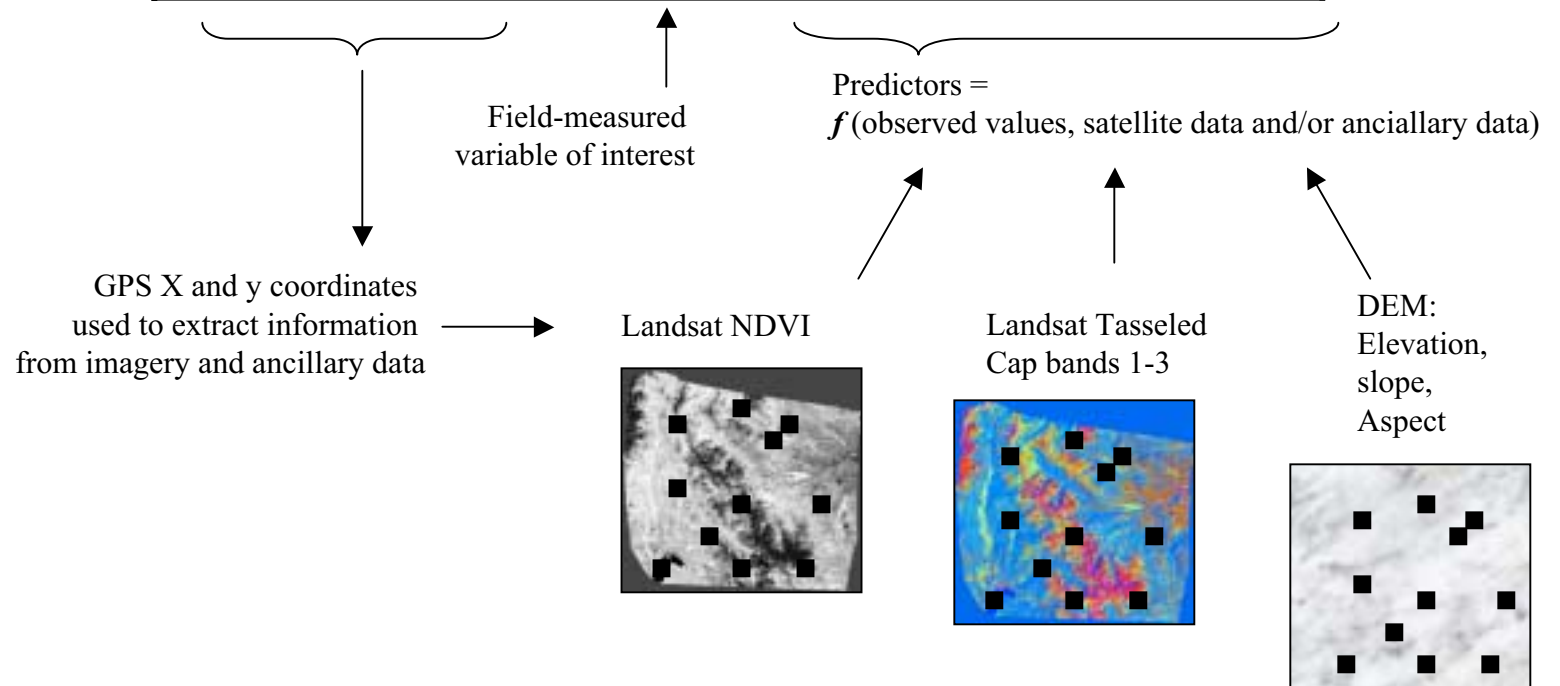 Field-measured
variable of interest
Predictors =
f (observed values, satellite data and/or anciallary data)
GPS X and y coordinates
used to extract information
from imagery and ancillary data
Landsat NDVI
Landsat Tasseled
Cap bands 1-3
DEM:
Elevation,
slope,
Aspect